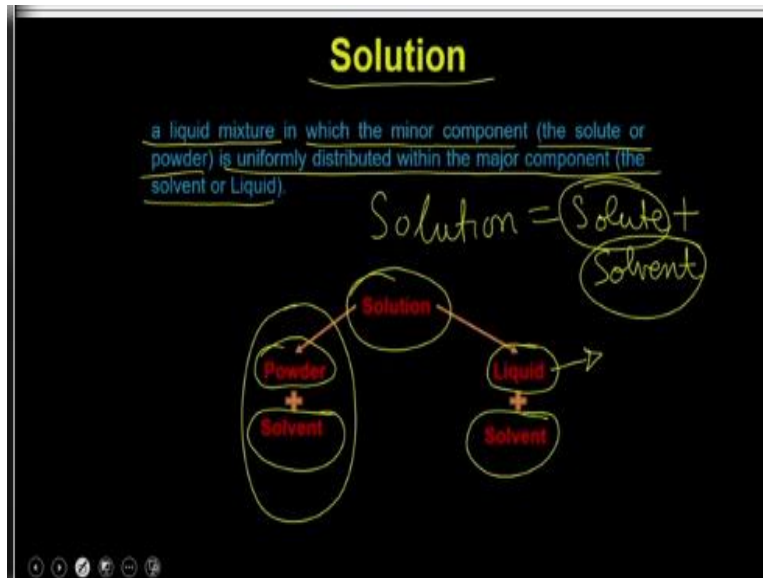 Solution
a liquid mixture in which the minor component (the solute or
powder) is uniformly distributed within the major component (the
solvent or Liquid).
Solution = Solute +
Solvent
Solution
Powder
+
Solvent
Liquid
+
Solvent